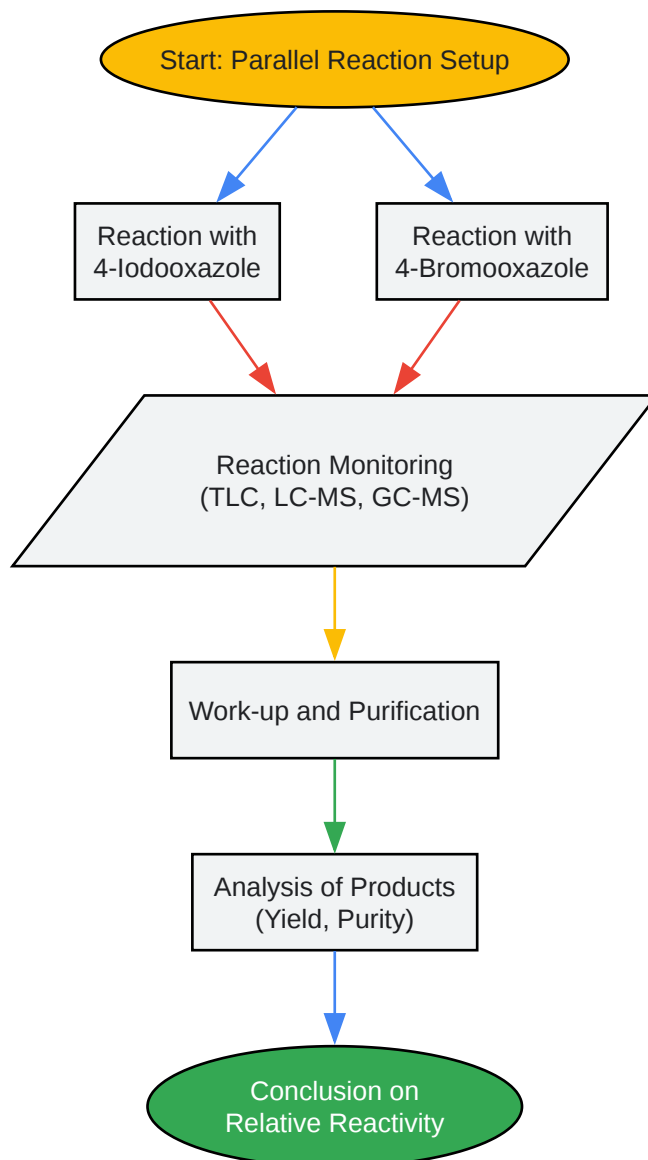 Start: Parallel Reaction Setup
Reaction with
4-Iodooxazole
Reaction with
4-Bromooxazole
Reaction Monitoring
(TLC, LC-MS, GC-MS)
Work-up and Purification
Analysis of Products
(Yield, Purity)
Conclusion on
Relative Reactivity